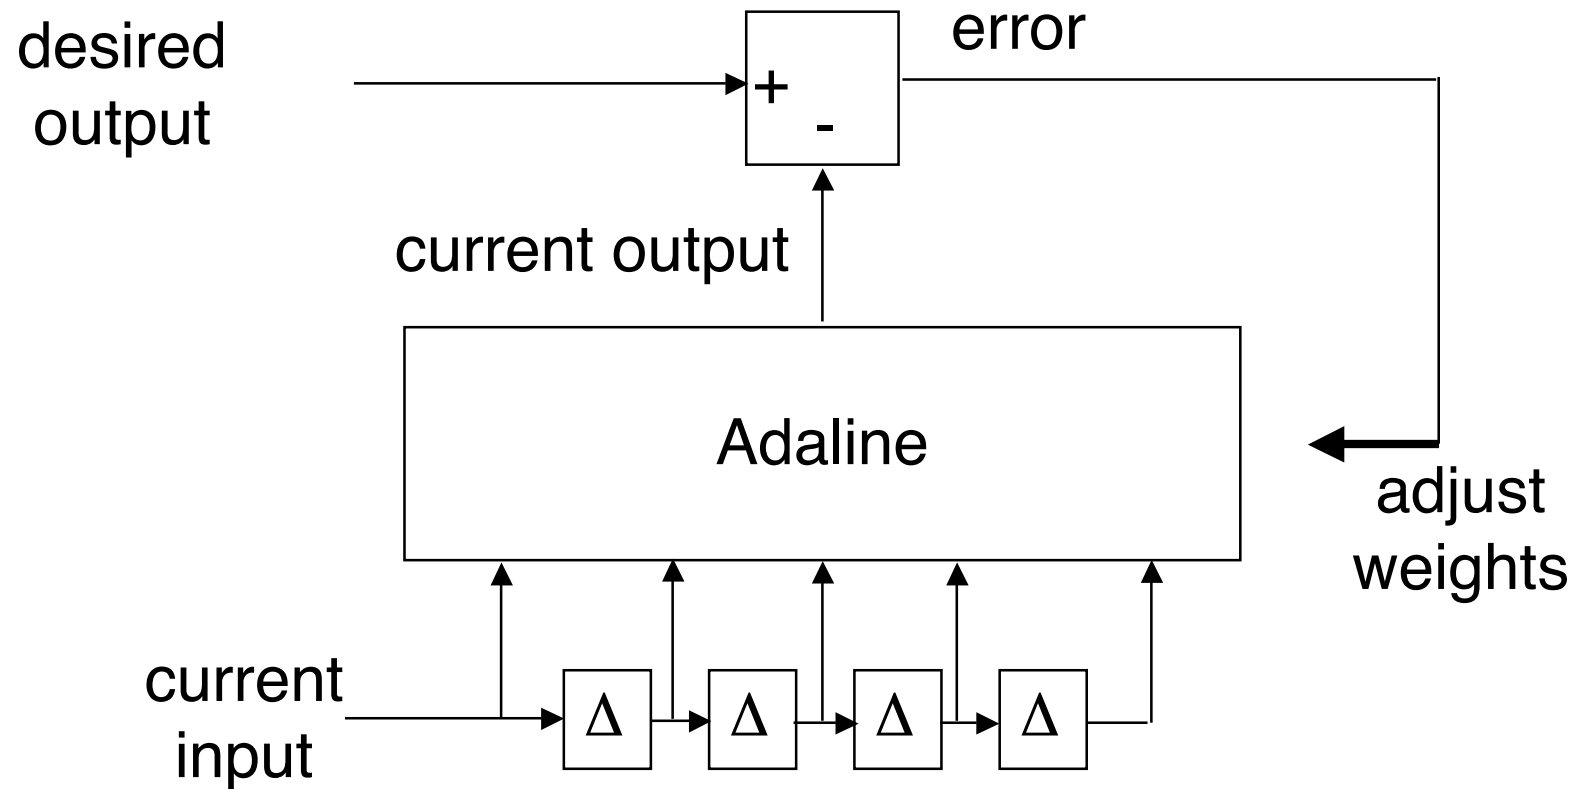 desired
output
+
-
error
current output
Adaline
adjust
weights
current
input
Δ Δ Δ Δ